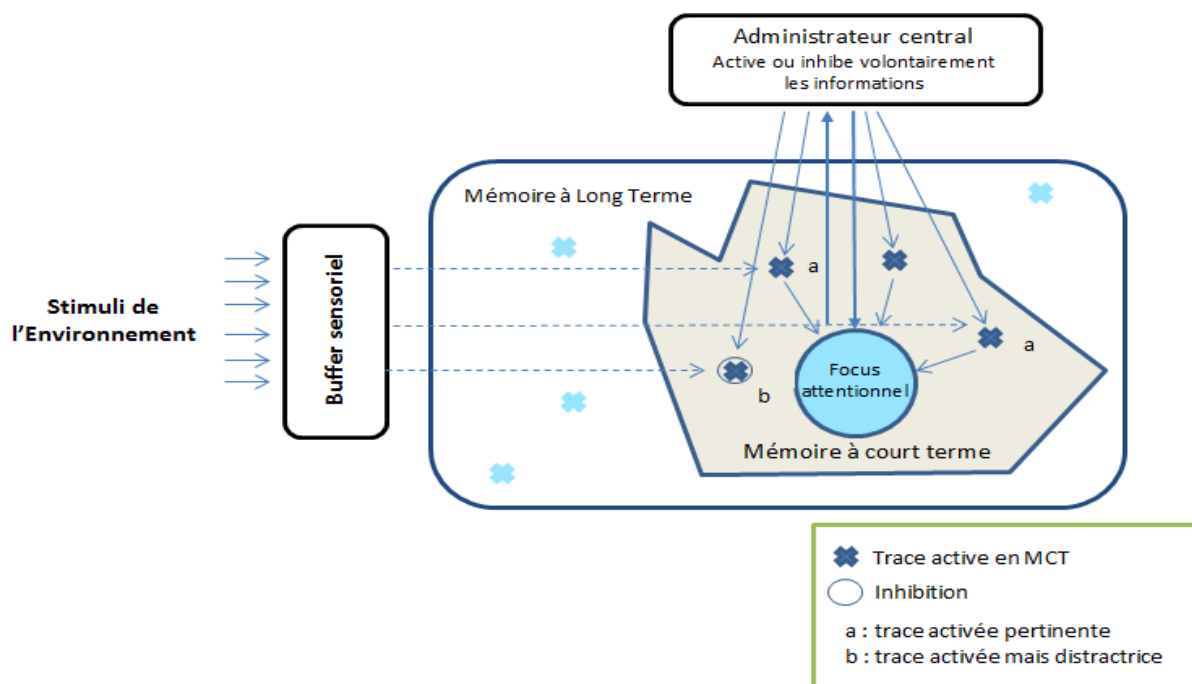 Administrateur central
Active ou inhibe volontairement
les informations
Mémoire à Long Terme
Stimuli de
l'Environnement
Buffer sensoriel
a
a
b
Focus
attentionnel
Mémoire à court terme
Trace active en MCT
Inhibition
a : trace activée pertinente
b : trace activée mais distractrice